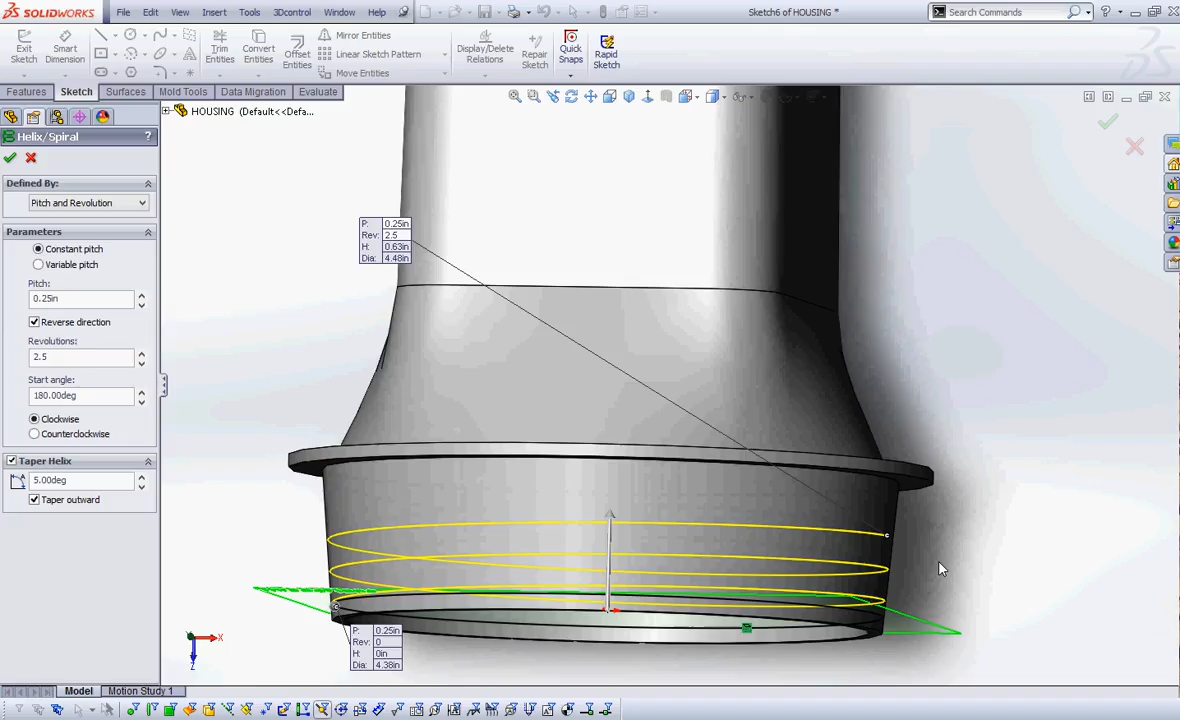 SOLIDWORKS
File Edit View Insert Tools 3Dcontrol Window Help
Sketch6 of HOUSING *
Search Commands
Exit Sketch
Smart Dimension
Trim Entities
Convert Entities
Offset Entities
Mirror Entities
Linear Sketch Pattern
Move Entities
Display/Delete Relations
Repair Sketch
Quick Snaps
Rapid Sketch
Features Sketch Surfaces Mold Tools Data Migration Evaluate
HOUSING (Default<<Defa...
Helix/Spiral ?
Defined By:
Pitch and Revolution
Parameters
Constant pitch
Variable pitch
Pitch:
0.25in
Reverse direction
Revolutions:
2.5
Start angle:
180.00deg
Clockwise
Counterclockwise
Taper Helix
5.00deg
Taper outward
P: 0.25in
Rev: 2.5
H: 0.63in
Dia: 4.48in
P: 0.25in
Rev: 0
H: 0in
Dia: 4.38in
X
Z
Model Motion Study 1